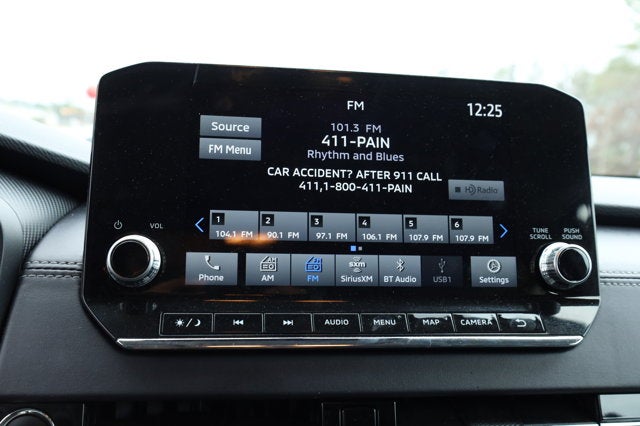 FM
12:25
Source
101.3 FM
411-PAIN
FM Menu
Rhythm and Blues
CAR ACCIDENT? AFTER 911 CALL
411,1-800-411-PAIN
HD Radio
1 2 3 4 5 6
104.1 FM 90.1 FM 97.1 FM 106.1 FM 107.9 FM 107.9 FM
VOL
TUNE SCROLL
PUSH SOUND
Phone
AM
FM
sxm
SiriusXM
BT Audio
USB1
Settings
AUDIO
MENU
MAP
CAMERA